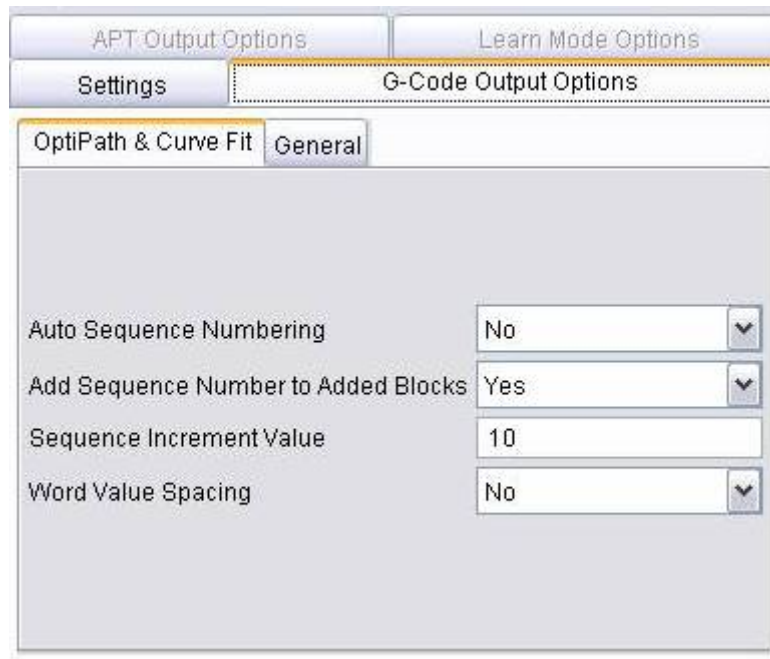 APT Output Options
Learn Mode Options
Settings
G-Code Output Options
OptiPath & Curve Fit
General
Auto Sequence Numbering No
Add Sequence Number to Added Blocks Yes
Sequence Increment Value 10
Word Value Spacing No